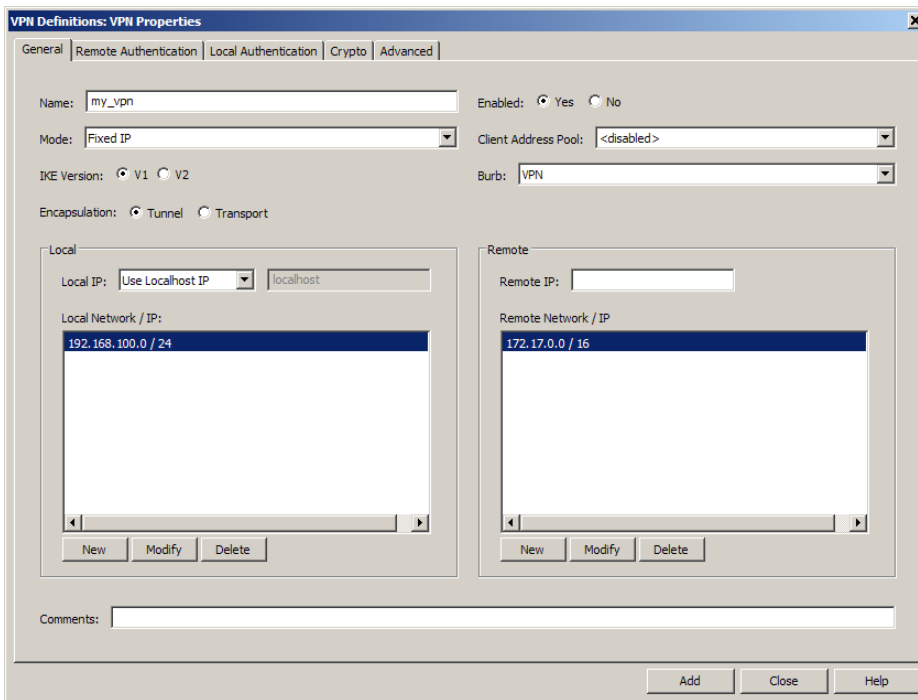 VPN Definitions: VPN Properties
General Remote Authentication Local Authentication Crypto Advanced
Name: my_vpn Enabled: Yes No
Mode: Fixed IP Client Address Pool: <disabled>
IKE Version: V1 V2 Burb: VPN
Encapsulation: Tunnel Transport
Local Remote
Local IP: Use Localhost IP localhost Remote IP:
Local Network / IP: Remote Network / IP
192.168.100.0 / 24 172.17.0.0 / 16
New Modify Delete New Modify Delete
Comments:
Add Close Help